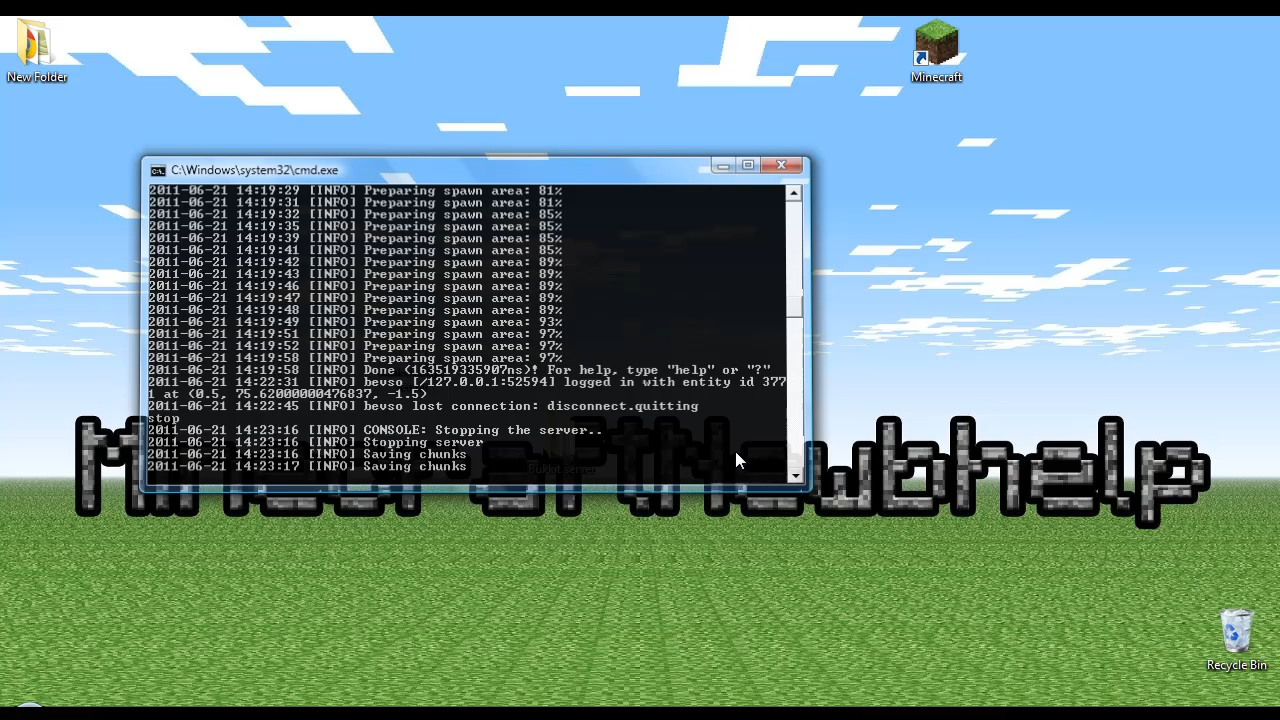 New Folder
Minecraft
C:\Windows\system32\cmd.exe
2011-06-21 14:19:29 [INFO] Preparing spawn area: 81%
2011-06-21 14:19:31 [INFO] Preparing spawn area: 81%
2011-06-21 14:19:32 [INFO] Preparing spawn area: 85%
2011-06-21 14:19:35 [INFO] Preparing spawn area: 85%
2011-06-21 14:19:39 [INFO] Preparing spawn area: 85%
2011-06-21 14:19:41 [INFO] Preparing spawn area: 85%
2011-06-21 14:19:42 [INFO] Preparing spawn area: 89%
2011-06-21 14:19:43 [INFO] Preparing spawn area: 89%
2011-06-21 14:19:46 [INFO] Preparing spawn area: 89%
2011-06-21 14:19:47 [INFO] Preparing spawn area: 89%
2011-06-21 14:19:48 [INFO] Preparing spawn area: 89%
2011-06-21 14:19:49 [INFO] Preparing spawn area: 93%
2011-06-21 14:19:51 [INFO] Preparing spawn area: 97%
2011-06-21 14:19:52 [INFO] Preparing spawn area: 97%
2011-06-21 14:19:58 [INFO] Preparing spawn area: 97%
2011-06-21 14:19:58 [INFO] Done (163519335907ns)! For help, type "help" or "?"
2011-06-21 14:22:31 [INFO] bevso [/127.0.0.1:52594] logged in with entity id 377
1 at (0.5, 75.62000000476837, -1.5)
2011-06-21 14:22:45 [INFO] bevso lost connection: disconnect.quitting
stop
2011-06-21 14:23:16 [INFO] CONSOLE: Stopping the server..
2011-06-21 14:23:16 [INFO] Stopping server
2011-06-21 14:23:16 [INFO] Saving chunks
2011-06-21 14:23:17 [INFO] Saving chunks
Bukkit server
Recycle Bin